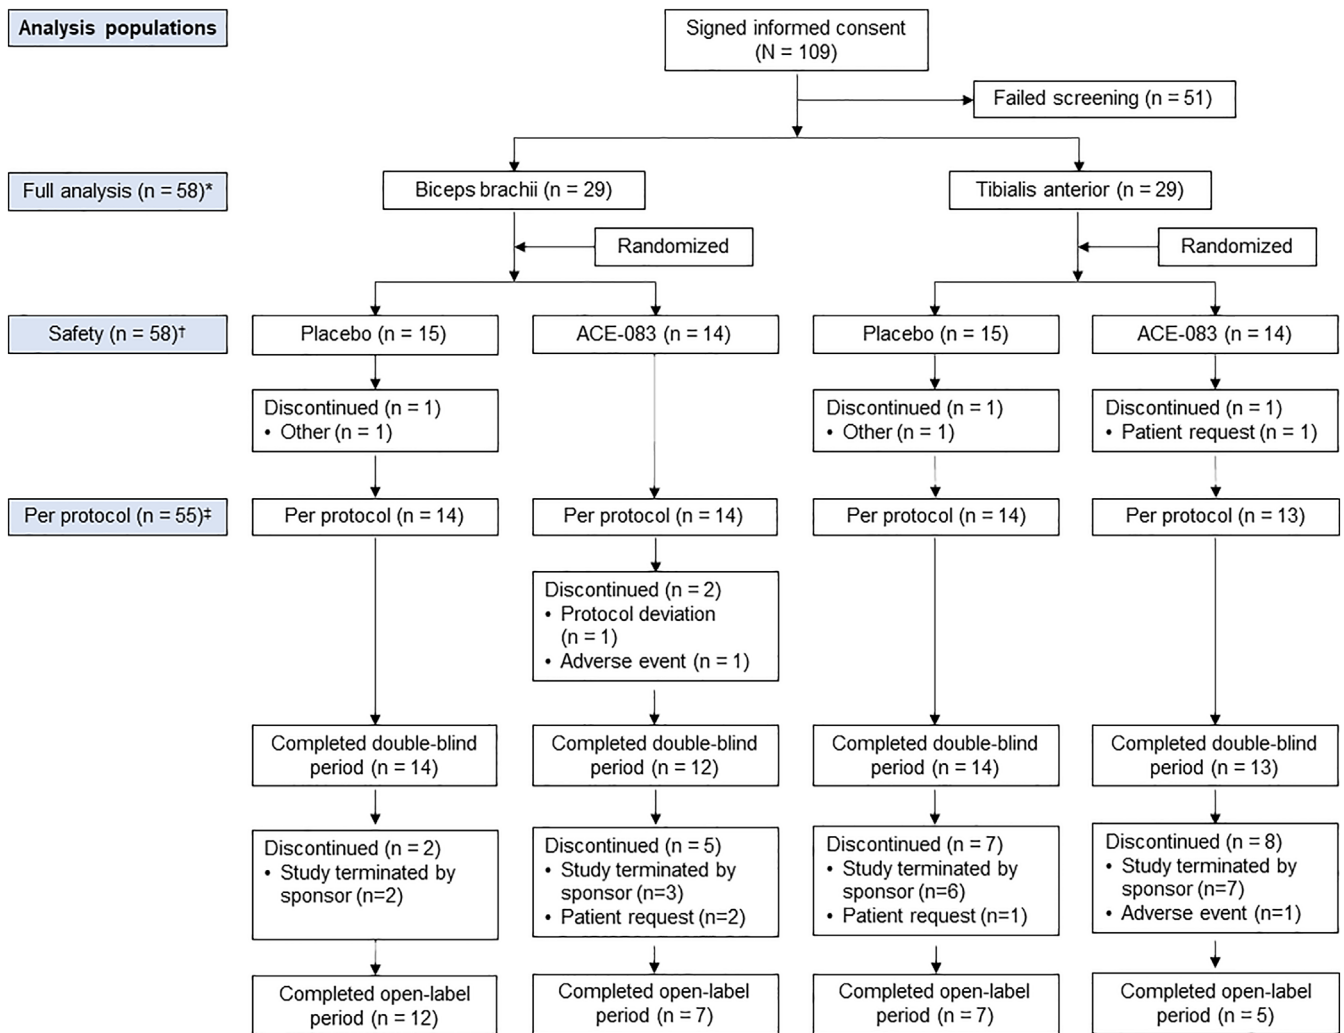 Analysis populations
Signed informed consent
(N = 109)
Failed screening (n = 51)
Full analysis (n = 58)*
Biceps brachii (n = 29)
Tibialis anterior (n = 29)
Randomized
Randomized
Safety (n = 58)†
Placebo (n = 15)
ACE-083 (n = 14)
Placebo (n = 15)
ACE-083 (n = 14)
Discontinued (n = 1)
• Other (n = 1)
Discontinued (n = 1)
• Other (n = 1)
Discontinued (n = 1)
• Patient request (n = 1)
Per protocol (n = 55)‡
Per protocol (n = 14)
Per protocol (n = 14)
Per protocol (n = 14)
Per protocol (n = 13)
Discontinued (n = 2)
• Protocol deviation
(n = 1)
• Adverse event (n = 1)
Completed double-blind
period (n = 14)
Completed double-blind
period (n = 12)
Completed double-blind
period (n = 14)
Completed double-blind
period (n = 13)
Discontinued (n = 2)
• Study terminated by
sponsor (n=2)
Discontinued (n = 5)
• Study terminated by
sponsor (n=3)
• Patient request (n=2)
Discontinued (n = 7)
• Study terminated by
sponsor (n=6)
• Patient request (n=1)
Discontinued (n = 8)
• Study terminated by
sponsor (n=7)
• Adverse event (n=1)
Completed open-label
period (n = 12)
Completed open-label
period (n = 7)
Completed open-label
period (n = 7)
Completed open-label
period (n = 5)